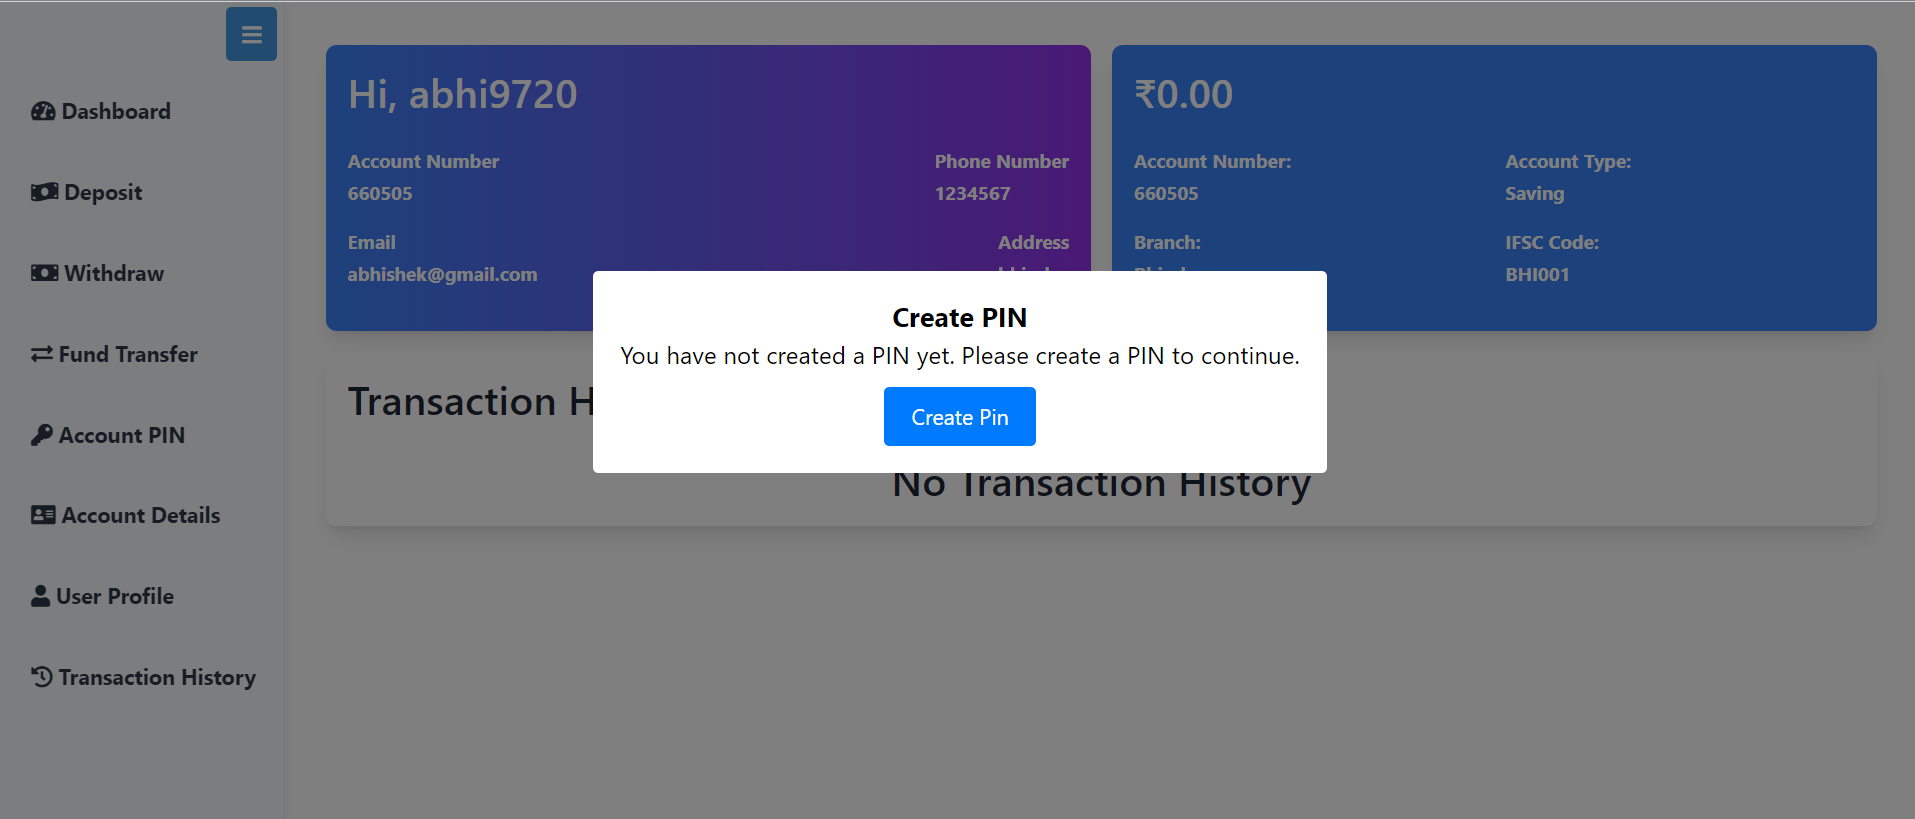 Dashboard
Deposit
Withdraw
Fund Transfer
Account PIN
Account Details
User Profile
Transaction History
Hi, abhi9720
Account Number
660505
Phone Number
1234567
Email
abhishek@gmail.com
Address
₹0.00
Account Number:
660505
Account Type:
Saving
Branch:
IFSC Code:
BHI001
Create PIN
You have not created a PIN yet. Please create a PIN to continue.
Create Pin
Transaction H
No Transaction History